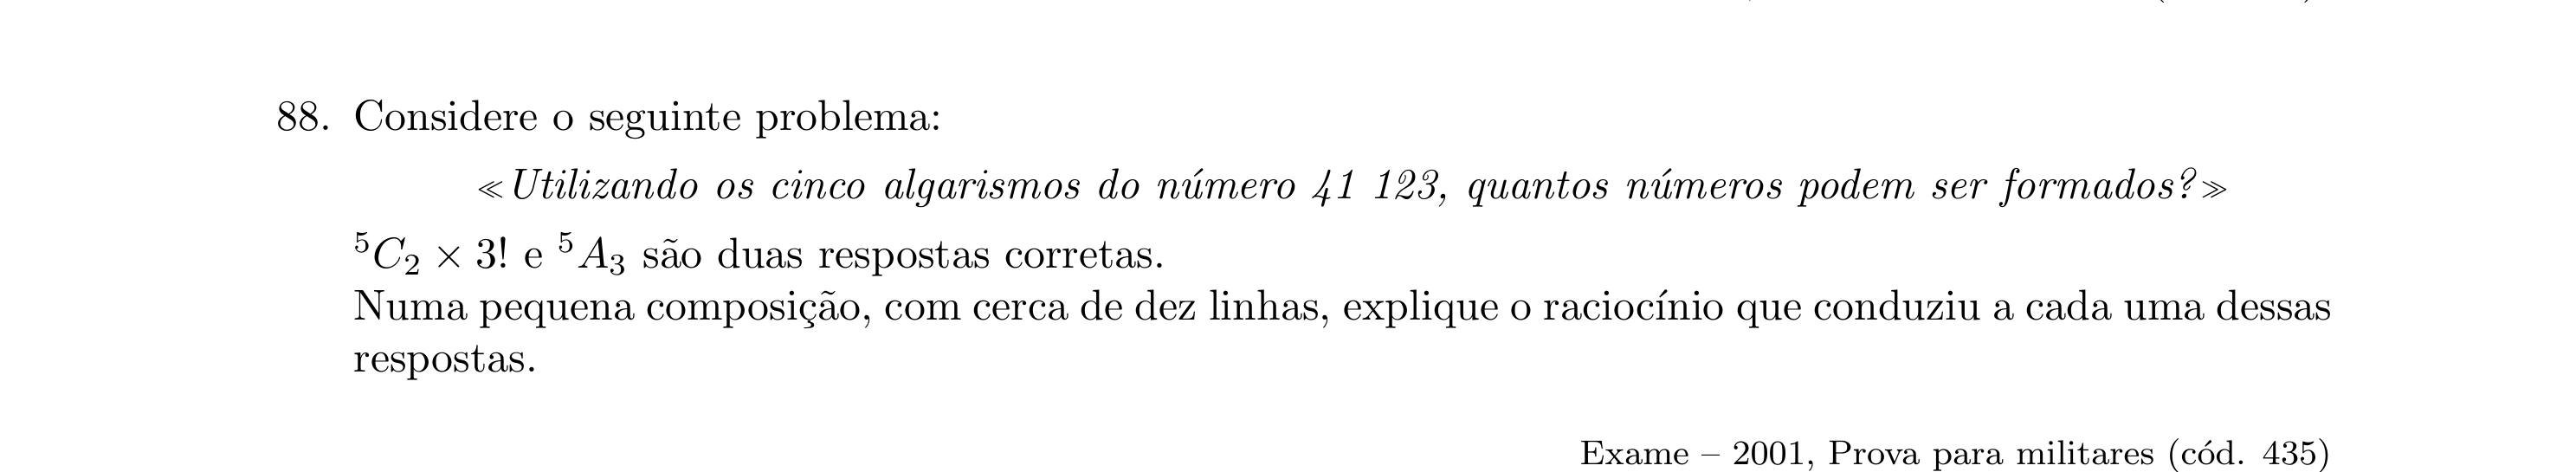 88. Considere o seguinte problema:
≪Utilizando os cinco algarismos do número 41 123, quantos números podem ser formados?≫
⁵C₂ × 3! e ⁵A₃ são duas respostas corretas.
Numa pequena composição, com cerca de dez linhas, explique o raciocínio que conduziu a cada uma dessas
respostas.
Exame – 2001, Prova para militares (cód. 435)